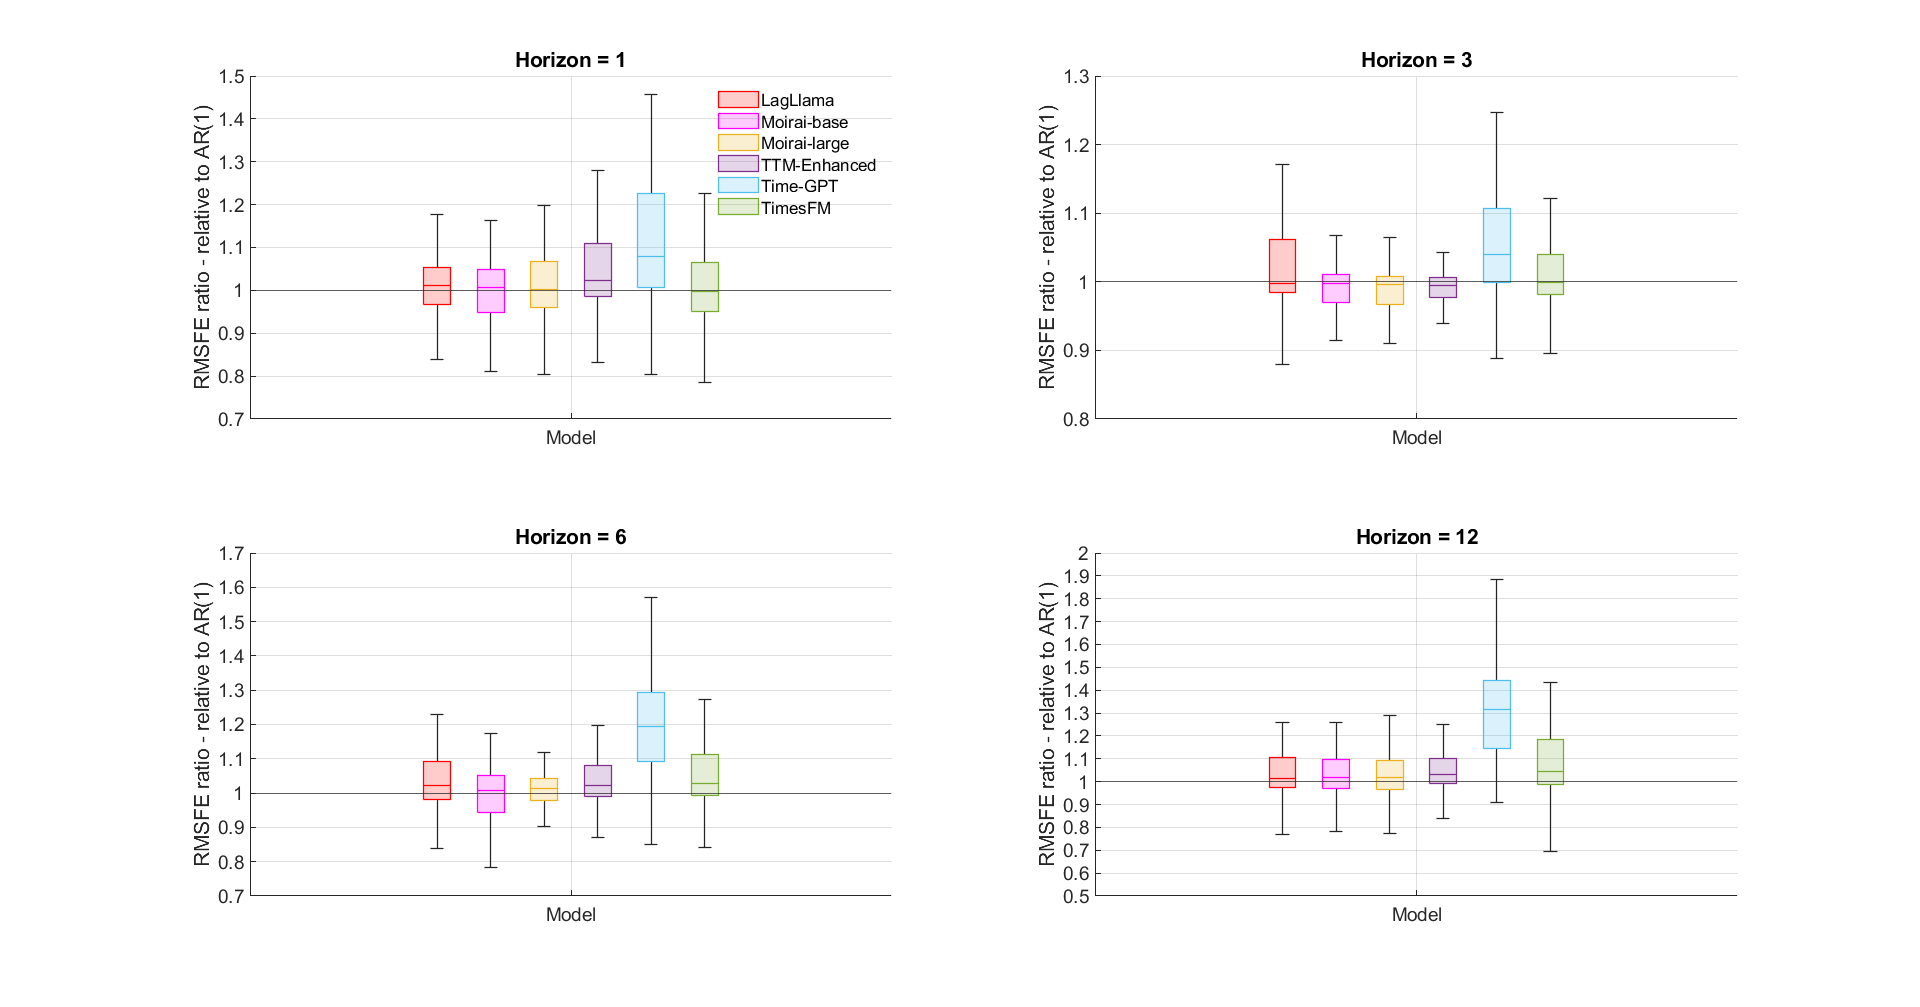 Horizon = 1
RMSFE ratio - relative to AR(1)
1.5
1.4
1.3
1.2
1.1
1
0.9
0.8
0.7
LagLlama
Moirai-base
Moirai-large
TTM-Enhanced
Time-GPT
TimesFM
Model
Horizon = 3
RMSFE ratio - relative to AR(1)
1.3
1.2
1.1
1
0.9
0.8
Model
Horizon = 6
RMSFE ratio - relative to AR(1)
1.7
1.6
1.5
1.4
1.3
1.2
1.1
1
0.9
0.8
0.7
Model
Horizon = 12
RMSFE ratio - relative to AR(1)
2
1.9
1.8
1.7
1.6
1.5
1.4
1.3
1.2
1.1
1
0.9
0.8
0.7
0.6
0.5
Model